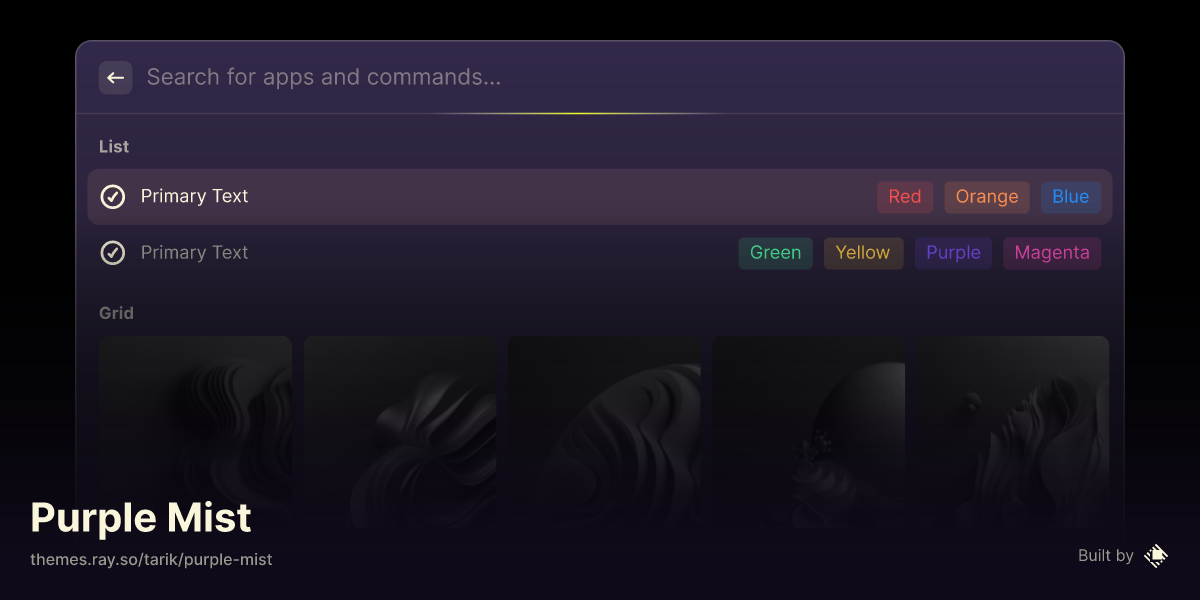 Search for apps and commands...
List
Primary Text Red Orange Blue
Primary Text Green Yellow Purple Magenta
Grid
Purple Mist
themes.ray.so/tarik/purple-mist
Built by